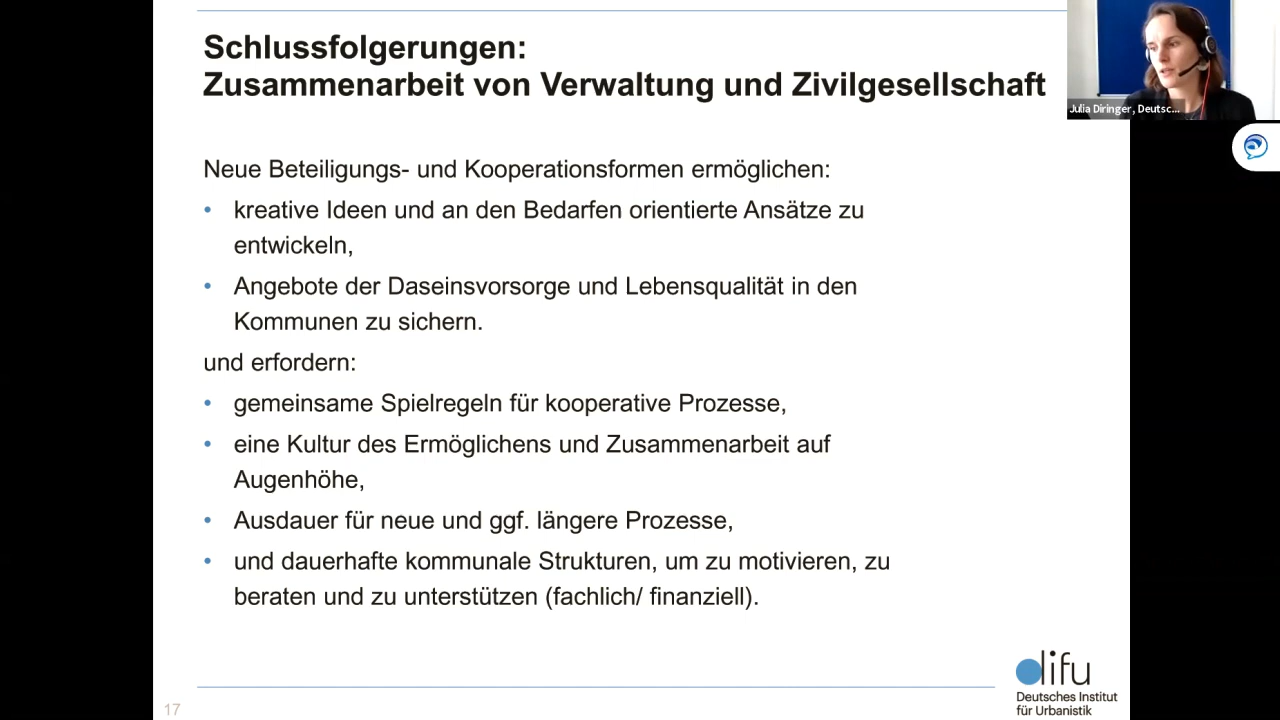 Schlussfolgerungen:
Zusammenarbeit von Verwaltung und Zivilgesellschaft
Julia Diringer, Deutsc...
Neue Beteiligungs- und Kooperationsformen ermöglichen:
• kreative Ideen und an den Bedarfen orientierte Ansätze zu
entwickeln,
• Angebote der Daseinsvorsorge und Lebensqualität in den
Kommunen zu sichern.
und erfordern:
• gemeinsame Spielregeln für kooperative Prozesse,
• eine Kultur des Ermöglichens und Zusammenarbeit auf
Augenhöhe,
• Ausdauer für neue und ggf. längere Prozesse,
• und dauerhafte kommunale Strukturen, um zu motivieren, zu
beraten und zu unterstützen (fachlich/ finanziell).
difu
Deutsches Institut
für Urbanistik
17